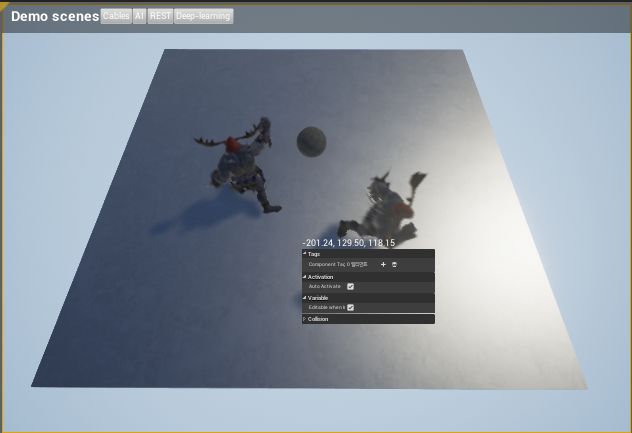 Demo scenes Cables AI REST Deep-learning
-201.24, 129.50, 118.15
Tags
Component Tag 0 엘리먼트
Activation
Auto Activate
Variable
Editable when I
Collision